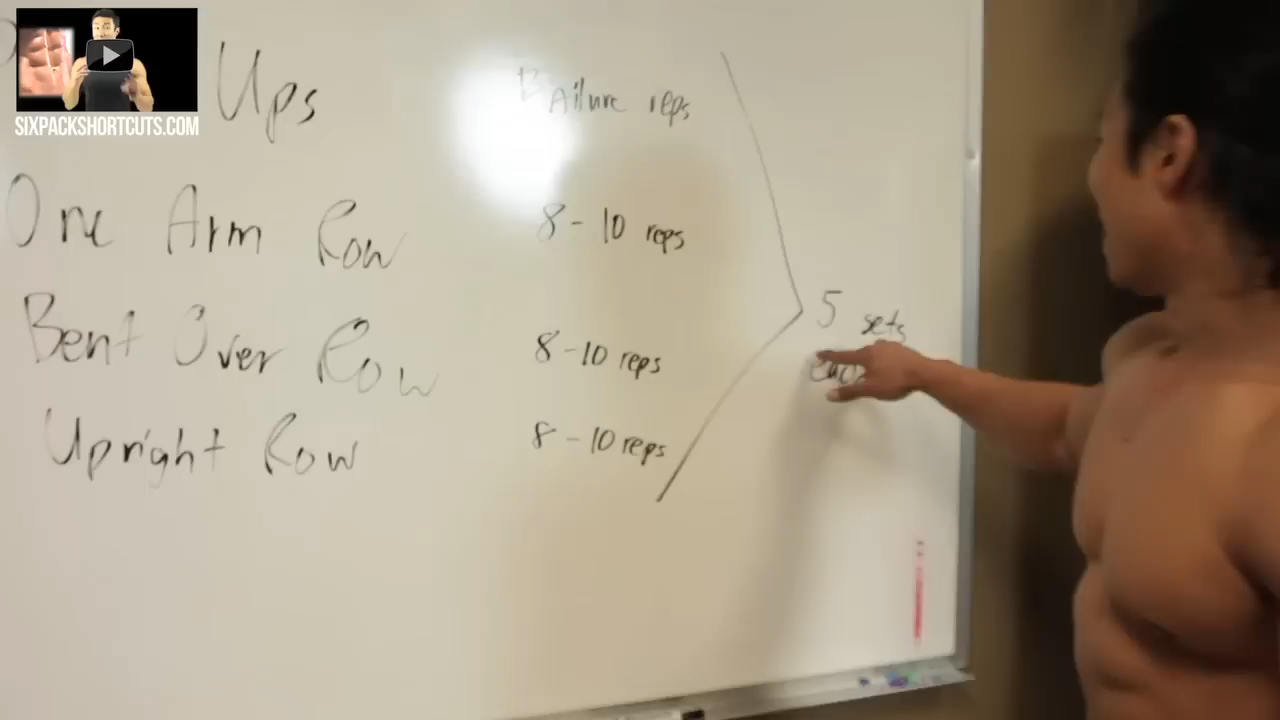 SIXPACKSHORTCUTS.COM
Ups FAilure reps
One Arm Row 8-10 reps
Bent Over Row 8-10 reps
Upright Row 8-10 reps
5 sets